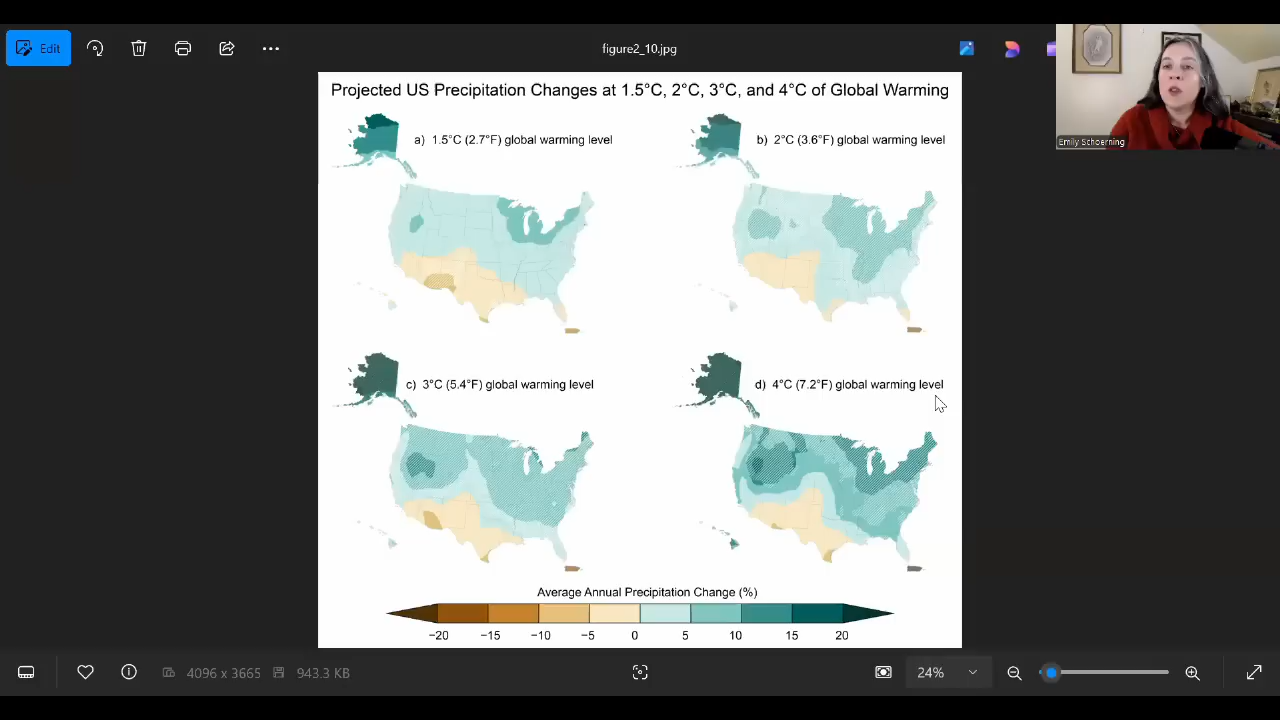 Edit
figure2_10.jpg
Emily Schoerning
Projected US Precipitation Changes at 1.5°C, 2°C, 3°C, and 4°C of Global Warming
a) 1.5°C (2.7°F) global warming level
b) 2°C (3.6°F) global warming level
c) 3°C (5.4°F) global warming level
d) 4°C (7.2°F) global warming level
Average Annual Precipitation Change (%)
−20 −15 −10 −5 0 5 10 15 20
4096 x 3665 943.3 KB 24%